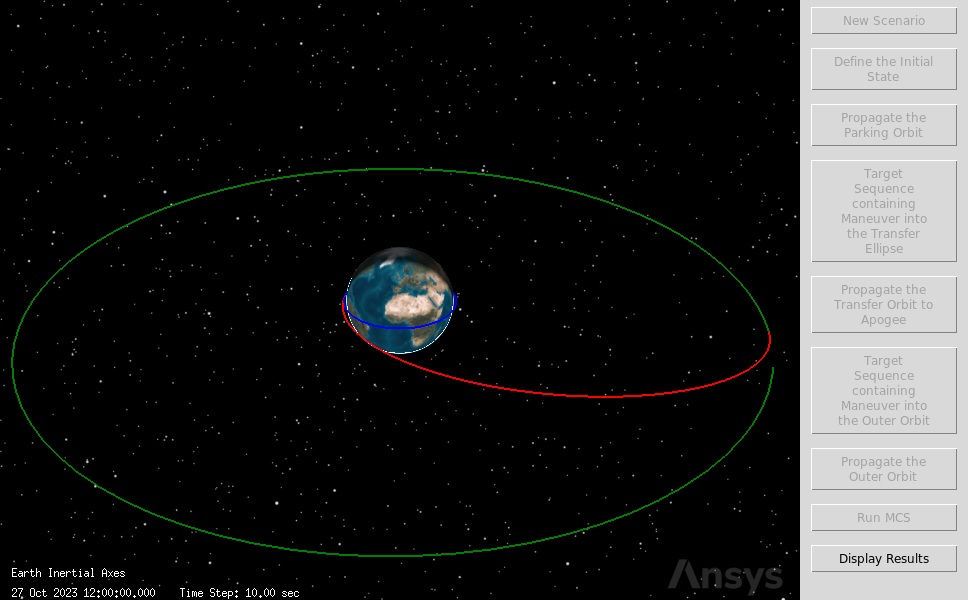 New Scenario
Define the Initial
State
Propagate the
Parking Orbit
Target
Sequence
containing
Maneuver into
the Transfer
Ellipse
Propagate the
Transfer Orbit to
Apogee
Target
Sequence
containing
Maneuver into
the Outer Orbit
Propagate the
Outer Orbit
Run MCS
Display Results
Earth Inertial Axes
27 Oct 2023 12:00:00.000 Time Step: 10.00 sec
Ansys